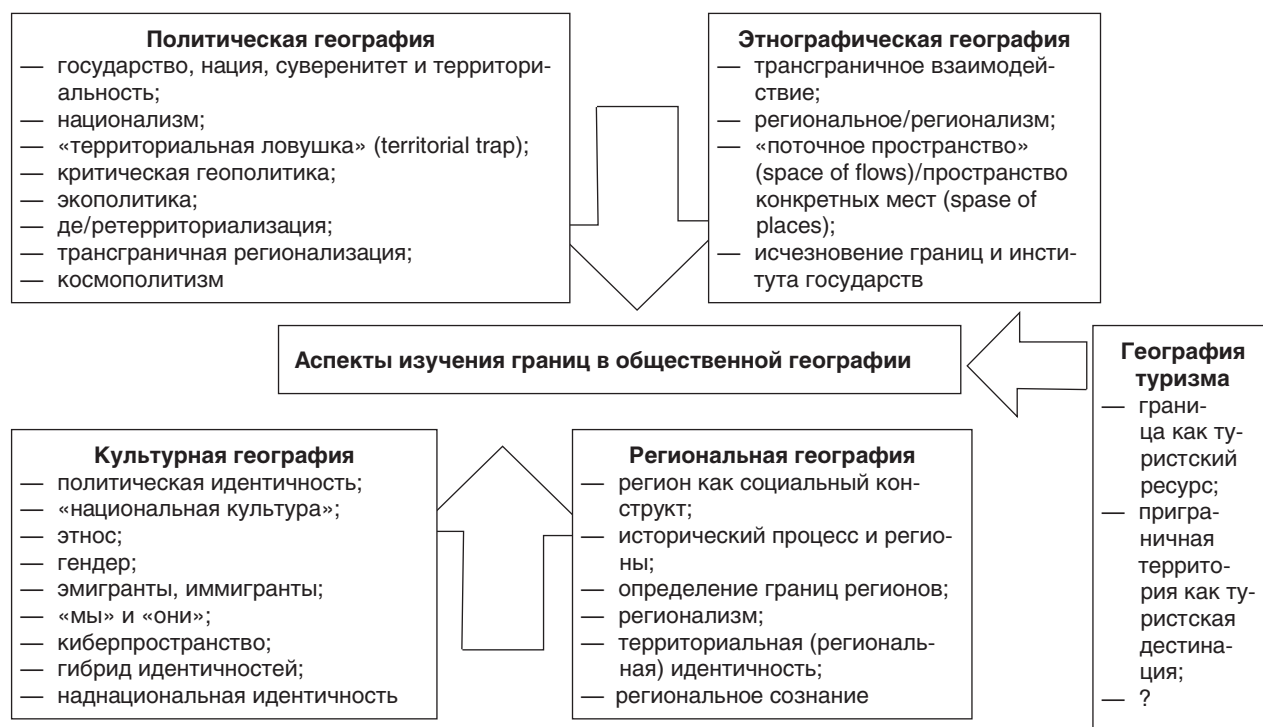 Политическая география
— государство, нация, суверенитет и территори-
альность;
— национализм;
— «территориальная ловушка» (territorial trap);
— критическая геополитика;
— экополитика;
— де/ретерриториализация;
— трансграничная регионализация;
— космополитизм
Этнографическая география
— трансграничное взаимодей-
ствие;
— региональное/регионализм;
— «поточное пространство»
(space of flows)/пространство
конкретных мест (spase of
places);
— исчезновение границ и инсти-
тута государств
Аспекты изучения границ в общественной географии
География
туризма
— грани-
ца как ту-
ристский
ресурс;
— пригра-
ничная
террито-
рия как ту-
ристская
дестина-
ция;
— ?
Культурная география
— политическая идентичность;
— «национальная культура»;
— этнос;
— гендер;
— эмигранты, иммигранты;
— «мы» и «они»;
— киберпространство;
— гибрид идентичностей;
— наднациональная идентичность
Региональная география
— регион как социальный кон-
структ;
— исторический процесс и регио-
ны;
— определение границ регионов;
— регионализм;
— территориальная (региональ-
ная) идентичность;
— региональное сознание